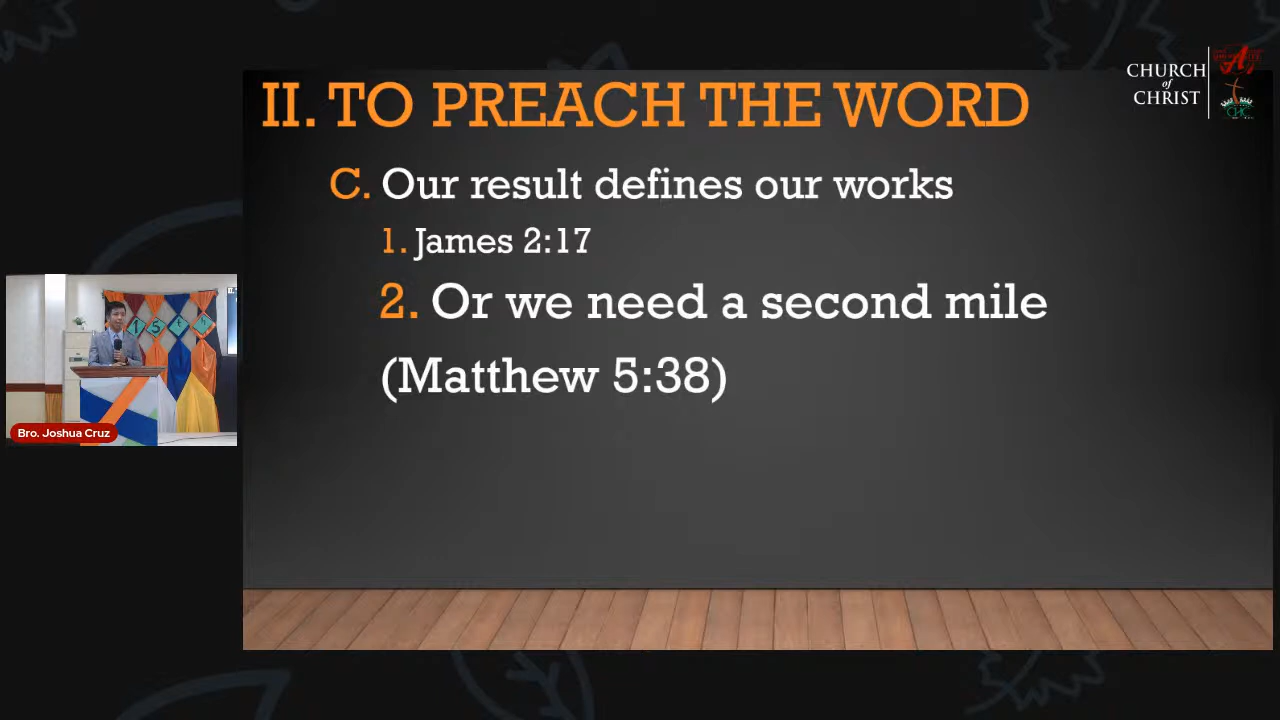 CHURCH
of
CHRIST
II. TO PREACH THE WORD
C. Our result defines our works
1. James 2:17
2. Or we need a second mile
(Matthew 5:38)
15
Bro. Joshua Cruz